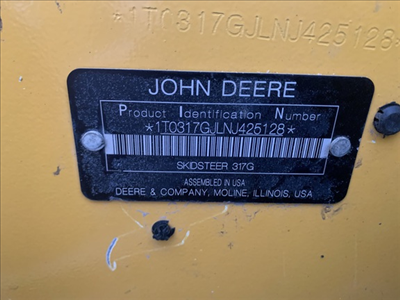 *1T0317GJLNJ425128*
JOHN DEERE
Product Identification Number
*1T0317GJLNJ425128*
SKIDSTEER 317G
ASSEMBLED IN USA
DEERE & COMPANY, MOLINE, ILLINOIS, USA